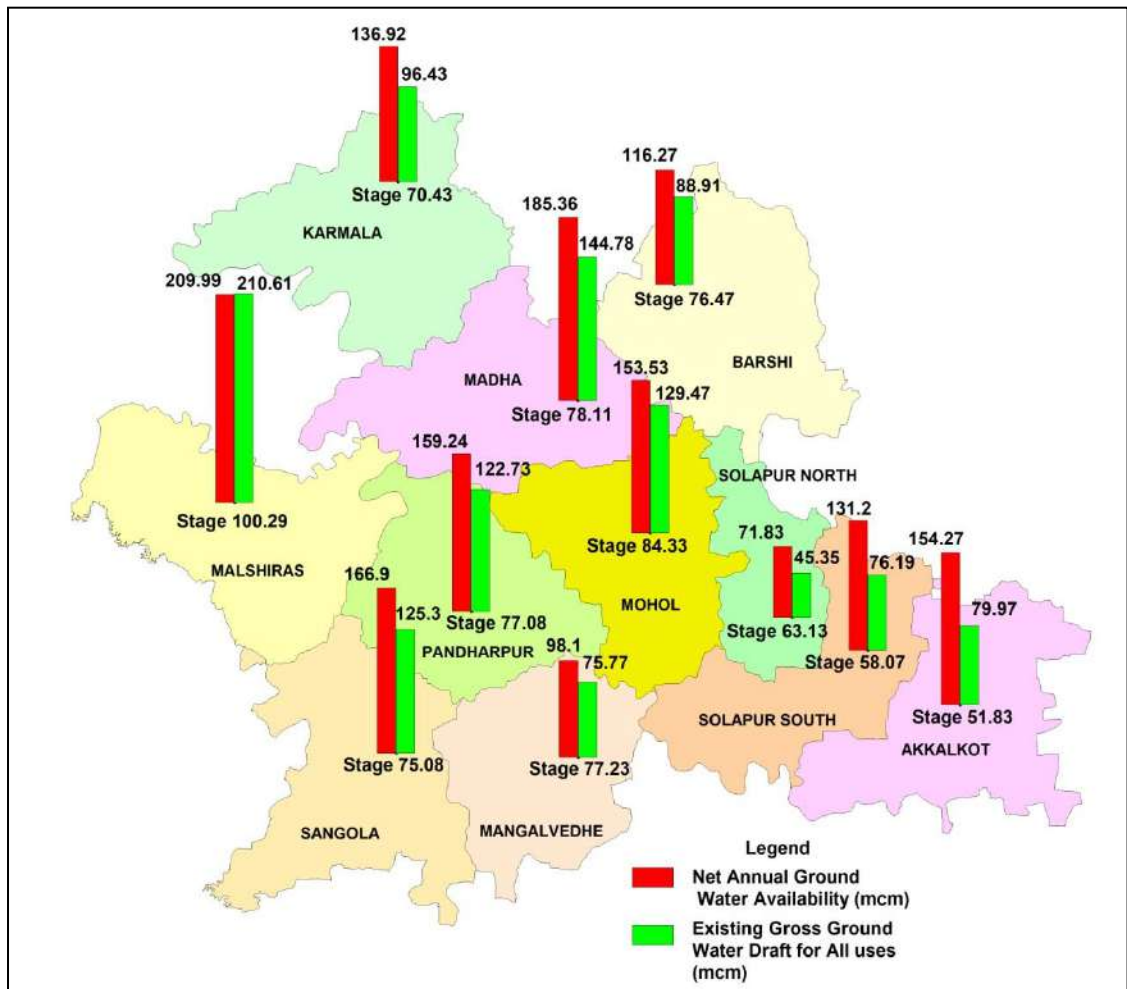 136.92
96.43
Stage 70.43
KARMALA
116.27
88.91
Stage 76.47
BARSHI
185.36
144.78
Stage 78.11
MADHA
209.99
210.61
Stage 100.29
MALSHIRAS
153.53
129.47
Stage 84.33
MOHOL
159.24
122.73
Stage 77.08
PANDHARPUR
SOLAPUR NORTH
71.83
45.35
Stage 63.13
131.2
76.19
Stage 58.07
SOLAPUR SOUTH
154.27
79.97
Stage 51.83
AKKALKOT
166.9
125.3
Stage 75.08
SANGOLA
98.1
75.77
Stage 77.23
MANGALVEDHE
Legend
Net Annual Ground
Water Availability (mcm)
Existing Gross Ground
Water Draft for All uses
(mcm)